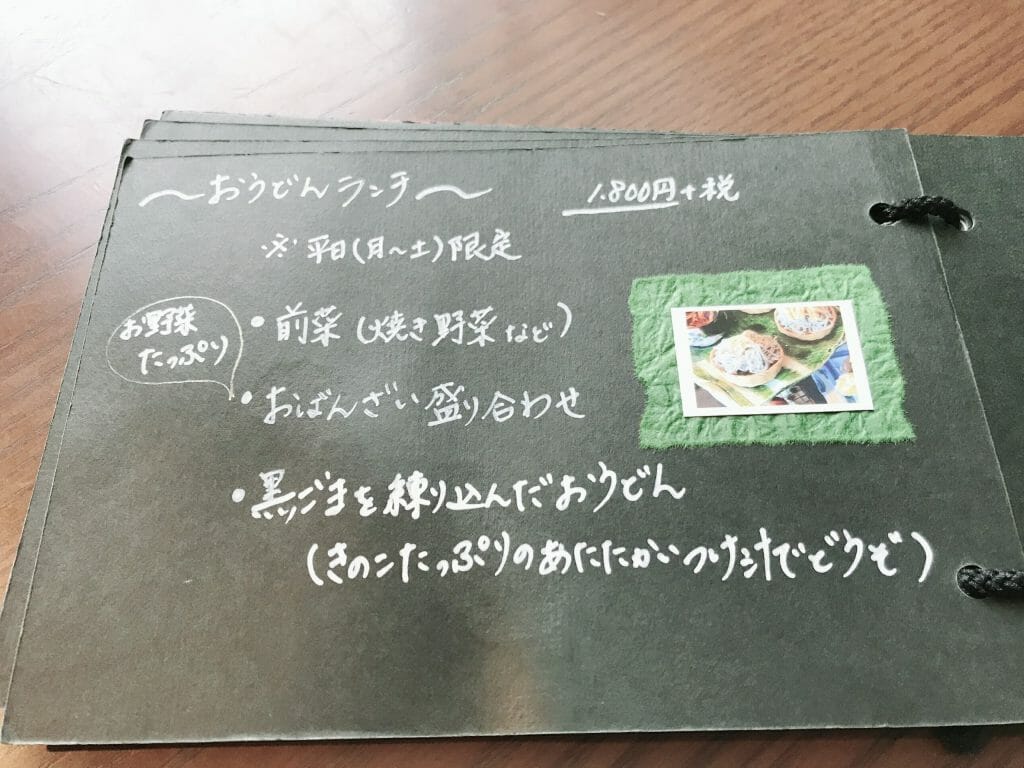 ～おうどんランチ～ 1.800円+税
※ 平日(月～土)限定
お野菜
たっぷり
・前菜(焼き野菜など)
・おばんざい盛り合わせ
・黒ごまを練り込んだおうどん
(きのこたっぷりのあたたかいつけ汁でどうぞ)